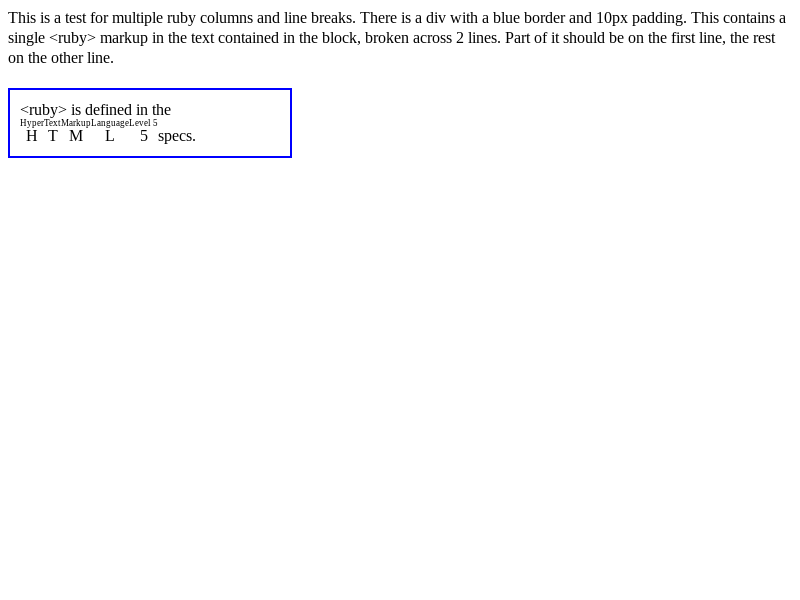 This is a test for multiple ruby columns and line breaks. There is a div with a blue border and 10px padding. This contains a
single <ruby> markup in the text contained in the block, broken across 2 lines. Part of it should be on the first line, the rest
on the other line.
<ruby> is defined in the
HyperTextMarkupLanguageLevel 5
H T M L 5 specs.